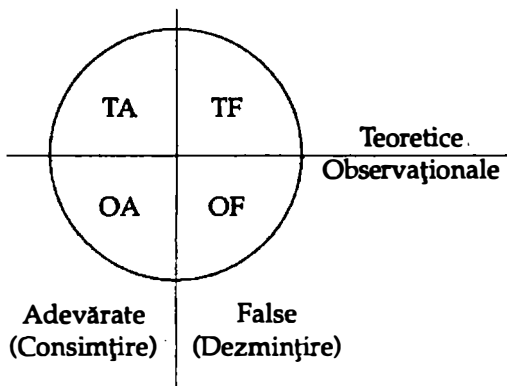 TA TF
Teoretice
Observaţionale
OA OF
Adevărate False
(Consimţire) (Dezminţire)